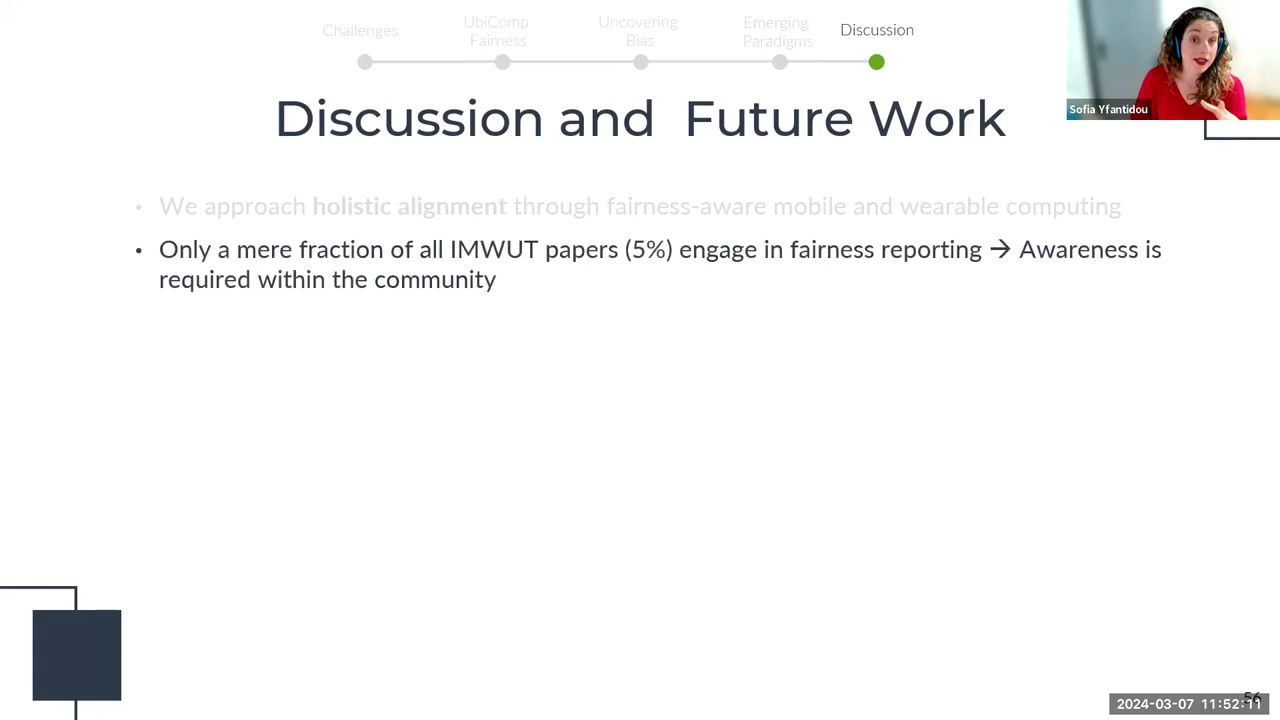 Challenges
UbiComp
Fairness
Uncovering
Bias
Emerging
Paradigms
Discussion
Sofia Yfantidou
Discussion and Future Work
• We approach holistic alignment through fairness-aware mobile and wearable computing
• Only a mere fraction of all IMWUT papers (5%) engage in fairness reporting → Awareness is
required within the community
56
2024-03-07 11:52:11